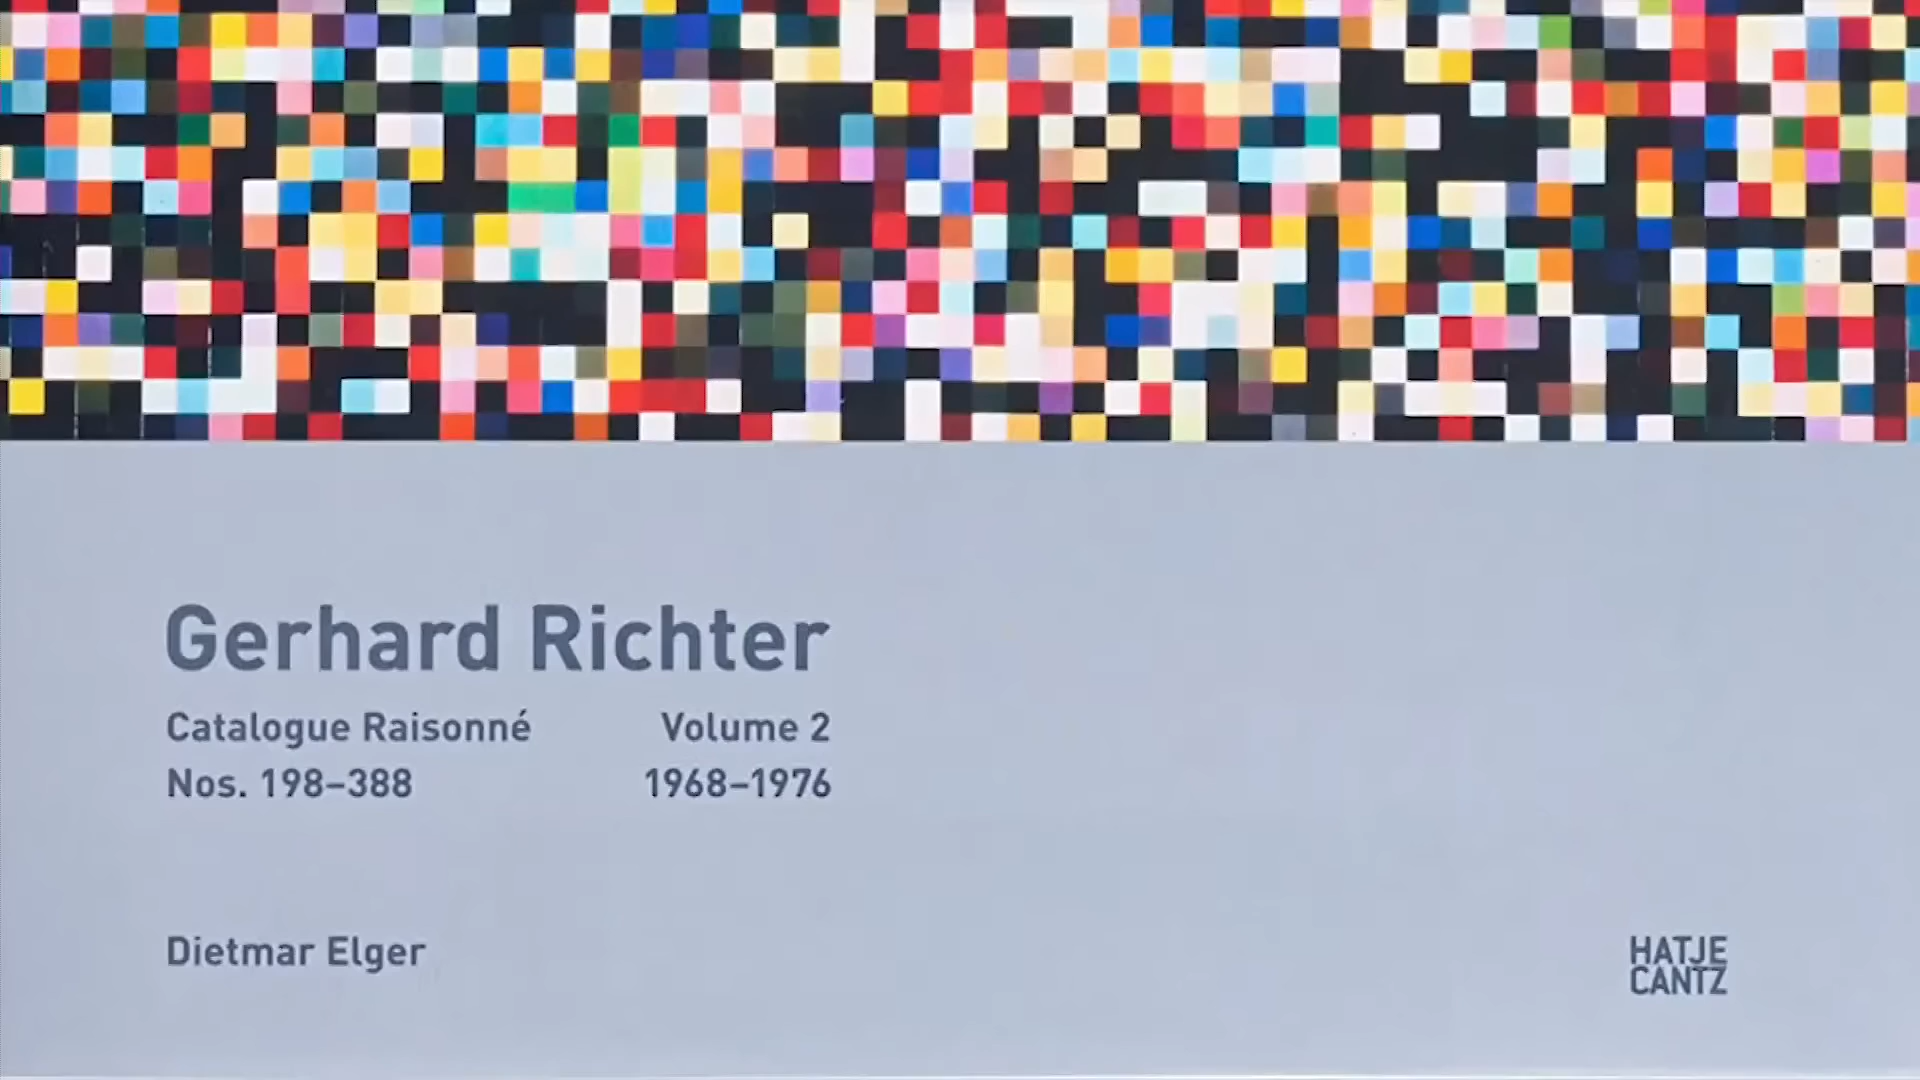 Gerhard Richter
Catalogue Raisonné Volume 2
Nos. 198–388 1968–1976
Dietmar Elger
HATJE
CANTZ